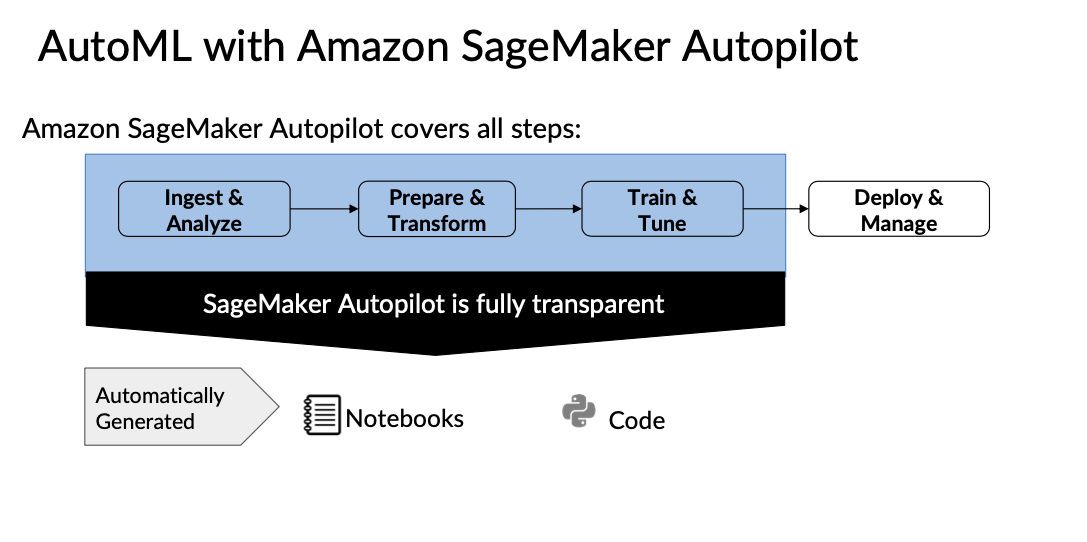 AutoML with Amazon SageMaker Autopilot
Amazon SageMaker Autopilot covers all steps:
Ingest &
Analyze
Prepare &
Transform
Train &
Tune
Deploy &
Manage
SageMaker Autopilot is fully transparent
Automatically
Generated
Notebooks
Code